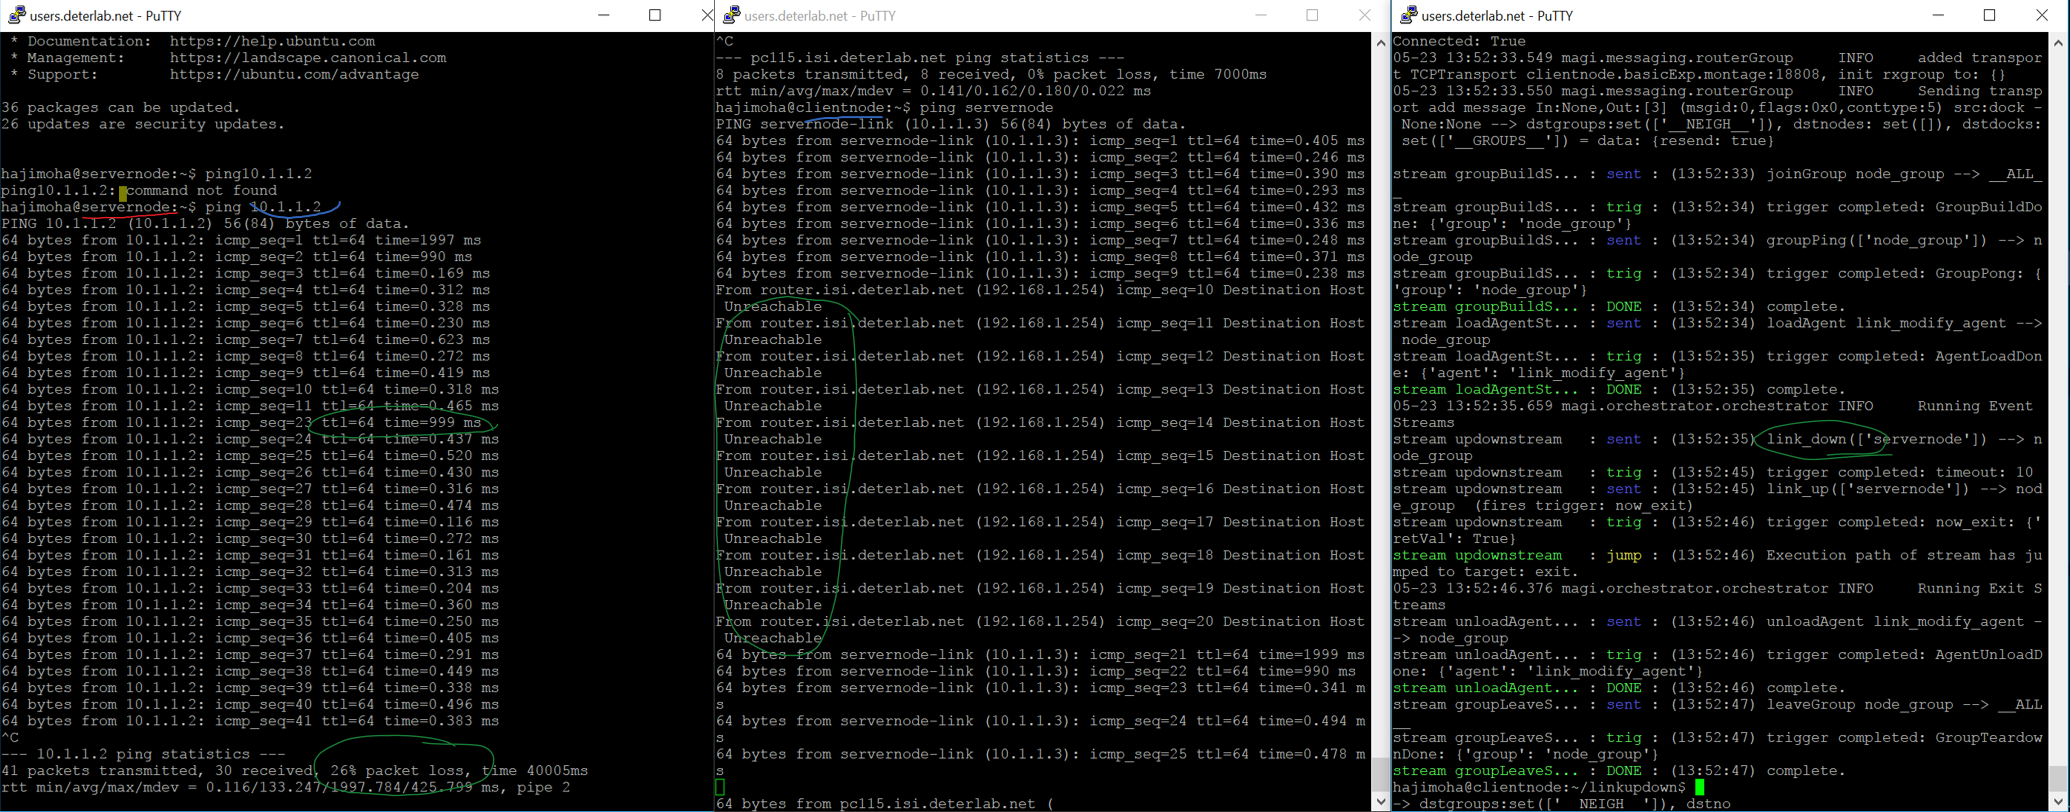 users.deterlab.net - PuTTY
 * Documentation:  https://help.ubuntu.com
 * Management:     https://landscape.canonical.com
 * Support:        https://ubuntu.com/advantage
36 packages can be updated.
26 updates are security updates.
hajimoha@servernode:~$ ping10.1.1.2
ping10.1.1.2: command not found
hajimoha@servernode:~$ ping 10.1.1.2
PING 10.1.1.2 (10.1.1.2) 56(84) bytes of data.
64 bytes from 10.1.1.2: icmp_seq=1 ttl=64 time=1997 ms
64 bytes from 10.1.1.2: icmp_seq=2 ttl=64 time=990 ms
64 bytes from 10.1.1.2: icmp_seq=3 ttl=64 time=0.169 ms
64 bytes from 10.1.1.2: icmp_seq=4 ttl=64 time=0.312 ms
64 bytes from 10.1.1.2: icmp_seq=5 ttl=64 time=0.328 ms
64 bytes from 10.1.1.2: icmp_seq=6 ttl=64 time=0.230 ms
64 bytes from 10.1.1.2: icmp_seq=7 ttl=64 time=0.623 ms
64 bytes from 10.1.1.2: icmp_seq=8 ttl=64 time=0.272 ms
64 bytes from 10.1.1.2: icmp_seq=9 ttl=64 time=0.419 ms
64 bytes from 10.1.1.2: icmp_seq=10 ttl=64 time=0.318 ms
64 bytes from 10.1.1.2: icmp_seq=11 ttl=64 time=0.465 ms
64 bytes from 10.1.1.2: icmp_seq=23 ttl=64 time=999 ms
64 bytes from 10.1.1.2: icmp_seq=24 ttl=64 time=0.437 ms
64 bytes from 10.1.1.2: icmp_seq=25 ttl=64 time=0.520 ms
64 bytes from 10.1.1.2: icmp_seq=26 ttl=64 time=0.430 ms
64 bytes from 10.1.1.2: icmp_seq=27 ttl=64 time=0.316 ms
64 bytes from 10.1.1.2: icmp_seq=28 ttl=64 time=0.474 ms
64 bytes from 10.1.1.2: icmp_seq=29 ttl=64 time=0.116 ms
64 bytes from 10.1.1.2: icmp_seq=30 ttl=64 time=0.272 ms
64 bytes from 10.1.1.2: icmp_seq=31 ttl=64 time=0.161 ms
64 bytes from 10.1.1.2: icmp_seq=32 ttl=64 time=0.313 ms
64 bytes from 10.1.1.2: icmp_seq=33 ttl=64 time=0.204 ms
64 bytes from 10.1.1.2: icmp_seq=34 ttl=64 time=0.360 ms
64 bytes from 10.1.1.2: icmp_seq=35 ttl=64 time=0.250 ms
64 bytes from 10.1.1.2: icmp_seq=36 ttl=64 time=0.405 ms
64 bytes from 10.1.1.2: icmp_seq=37 ttl=64 time=0.291 ms
64 bytes from 10.1.1.2: icmp_seq=38 ttl=64 time=0.449 ms
64 bytes from 10.1.1.2: icmp_seq=39 ttl=64 time=0.338 ms
64 bytes from 10.1.1.2: icmp_seq=40 ttl=64 time=0.496 ms
64 bytes from 10.1.1.2: icmp_seq=41 ttl=64 time=0.383 ms
^C
--- 10.1.1.2 ping statistics ---
41 packets transmitted, 30 received, 26% packet loss, time 40005ms
rtt min/avg/max/mdev = 0.116/133.247/1997.784/425.799 ms, pipe 2
users.deterlab.net - PuTTY
^C
--- pc115.isi.deterlab.net ping statistics ---
8 packets transmitted, 8 received, 0% packet loss, time 7000ms
rtt min/avg/max/mdev = 0.141/0.162/0.180/0.022 ms
hajimoha@clientnode:~$ ping servernode
PING servernode-link (10.1.1.3) 56(84) bytes of data.
64 bytes from servernode-link (10.1.1.3): icmp_seq=1 ttl=64 time=0.405 ms
64 bytes from servernode-link (10.1.1.3): icmp_seq=2 ttl=64 time=0.246 ms
64 bytes from servernode-link (10.1.1.3): icmp_seq=3 ttl=64 time=0.390 ms
64 bytes from servernode-link (10.1.1.3): icmp_seq=4 ttl=64 time=0.293 ms
64 bytes from servernode-link (10.1.1.3): icmp_seq=5 ttl=64 time=0.432 ms
64 bytes from servernode-link (10.1.1.3): icmp_seq=6 ttl=64 time=0.336 ms
64 bytes from servernode-link (10.1.1.3): icmp_seq=7 ttl=64 time=0.248 ms
64 bytes from servernode-link (10.1.1.3): icmp_seq=8 ttl=64 time=0.371 ms
64 bytes from servernode-link (10.1.1.3): icmp_seq=9 ttl=64 time=0.238 ms
From router.isi.deterlab.net (192.168.1.254) icmp_seq=10 Destination Host
 Unreachable
From router.isi.deterlab.net (192.168.1.254) icmp_seq=11 Destination Host
 Unreachable
From router.isi.deterlab.net (192.168.1.254) icmp_seq=12 Destination Host
 Unreachable
From router.isi.deterlab.net (192.168.1.254) icmp_seq=13 Destination Host
 Unreachable
From router.isi.deterlab.net (192.168.1.254) icmp_seq=14 Destination Host
 Unreachable
From router.isi.deterlab.net (192.168.1.254) icmp_seq=15 Destination Host
 Unreachable
From router.isi.deterlab.net (192.168.1.254) icmp_seq=16 Destination Host
 Unreachable
From router.isi.deterlab.net (192.168.1.254) icmp_seq=17 Destination Host
 Unreachable
From router.isi.deterlab.net (192.168.1.254) icmp_seq=18 Destination Host
 Unreachable
From router.isi.deterlab.net (192.168.1.254) icmp_seq=19 Destination Host
 Unreachable
From router.isi.deterlab.net (192.168.1.254) icmp_seq=20 Destination Host
 Unreachable
64 bytes from servernode-link (10.1.1.3): icmp_seq=21 ttl=64 time=1999 ms
64 bytes from servernode-link (10.1.1.3): icmp_seq=22 ttl=64 time=990 ms
64 bytes from servernode-link (10.1.1.3): icmp_seq=23 ttl=64 time=0.341 m
s
64 bytes from servernode-link (10.1.1.3): icmp_seq=24 ttl=64 time=0.494 m
s
64 bytes from servernode-link (10.1.1.3): icmp_seq=25 ttl=64 time=0.478 m
s
64 bytes from pc115.isi.deterlab.net (
users.deterlab.net - PuTTY
Connected: True
05-23 13:52:33.549 magi.messaging.routerGroup     INFO     added transpor
t TCPTransport clientnode.basicExp.montage:18808, init rxgroup to: {}
05-23 13:52:33.550 magi.messaging.routerGroup     INFO     Sending transp
ort add message In:None,Out:[3] (msgid:0,flags:0x0,conttype:5) src:dock -
 None:None --> dstgroups:set(['__NEIGH__']), dstnodes: set([]), dstdocks:
 set(['__GROUPS__']) = data: {resend: true}
stream groupBuildS... : sent : (13:52:33) joinGroup node_group --> __ALL_
_
stream groupBuildS... : trig : (13:52:34) trigger completed: GroupBuildDo
ne: {'group': 'node_group'}
stream groupBuildS... : sent : (13:52:34) groupPing(['node_group']) --> n
ode_group
stream groupBuildS... : trig : (13:52:34) trigger completed: GroupPong: {
'group': 'node_group'}
stream groupBuildS... : DONE : (13:52:34) complete.
stream loadAgentSt... : sent : (13:52:34) loadAgent link_modify_agent -->
 node_group
stream loadAgentSt... : trig : (13:52:35) trigger completed: AgentLoadDon
e: {'agent': 'link_modify_agent'}
stream loadAgentSt... : DONE : (13:52:35) complete.
05-23 13:52:35.659 magi.orchestrator.orchestrator INFO     Running Event
Streams
stream updownstream   : sent : (13:52:35) link_down(['servernode']) --> n
ode_group
stream updownstream   : trig : (13:52:45) trigger completed: timeout: 10
stream updownstream   : sent : (13:52:45) link_up(['servernode']) --> nod
e_group  (fires trigger: now_exit)
stream updownstream   : trig : (13:52:46) trigger completed: now_exit: {'
retVal': True}
stream updownstream   : jump : (13:52:46) Execution path of stream has ju
mped to target: exit.
05-23 13:52:46.376 magi.orchestrator.orchestrator INFO     Running Exit S
treams
stream unloadAgent... : sent : (13:52:46) unloadAgent link_modify_agent -
-> node_group
stream unloadAgent... : trig : (13:52:46) trigger completed: AgentUnloadD
one: {'agent': 'link_modify_agent'}
stream unloadAgent... : DONE : (13:52:46) complete.
stream groupLeaveS... : sent : (13:52:47) leaveGroup node_group --> __ALL
__
stream groupLeaveS... : trig : (13:52:47) trigger completed: GroupTeardow
nDone: {'group': 'node_group'}
stream groupLeaveS... : DONE : (13:52:47) complete.
hajimoha@clientnode:~/linkupdown$
-> dstgroups:set(['__NEIGH__']), dstno